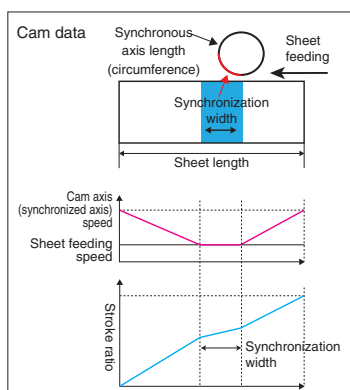 Cam data
Synchronous
axis length
(circumference)
Sheet
feeding
Synchronization
width
Sheet length
Cam axis
(synchronized axis)
speed
Sheet feeding
speed
Stroke ratio
Synchronization
width